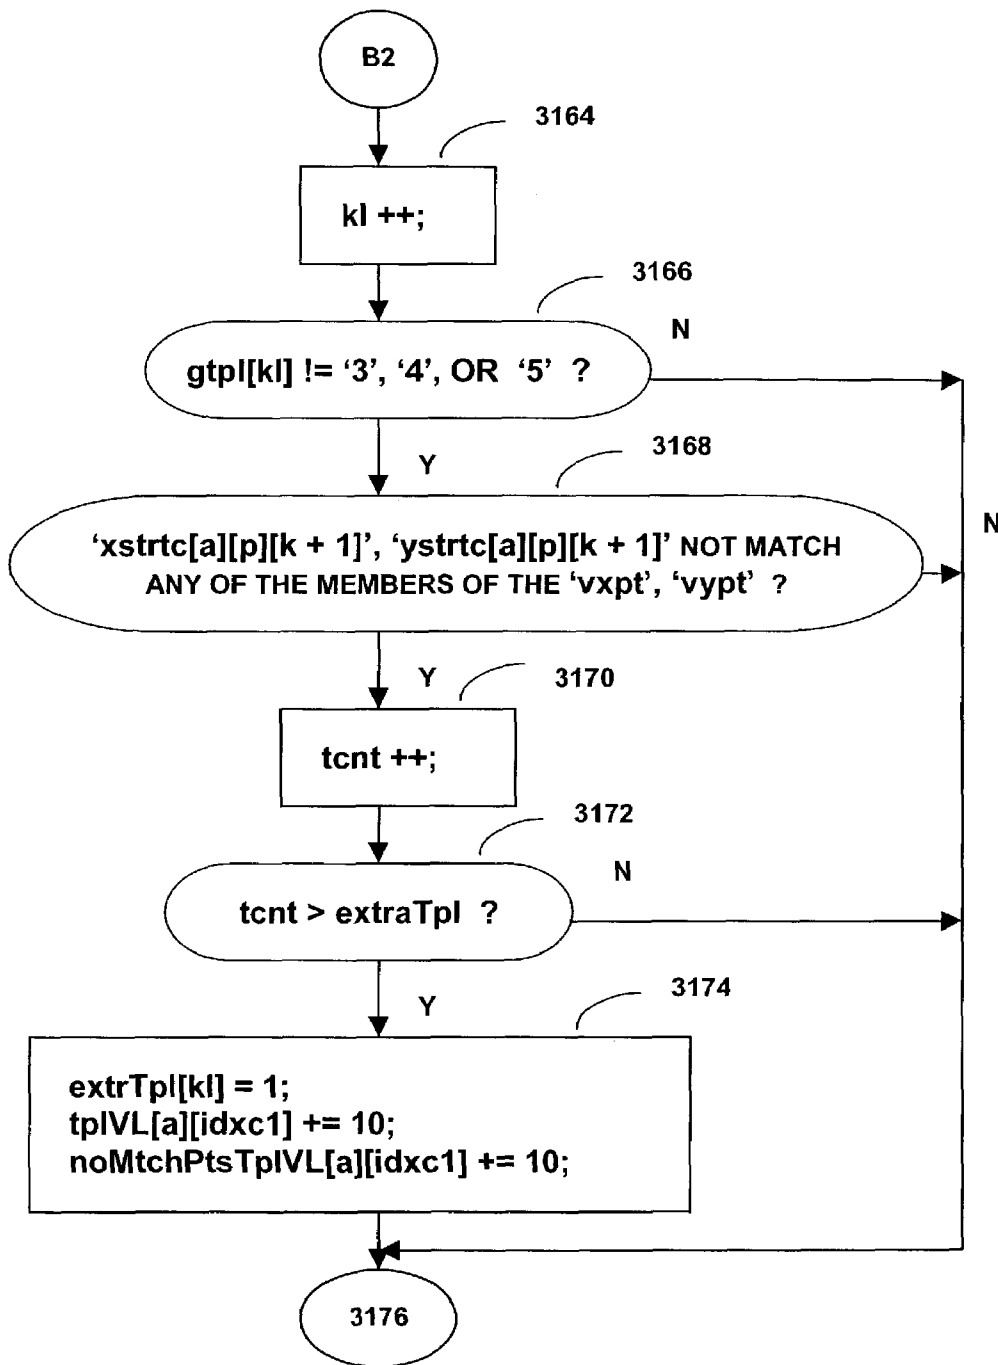 B2
3164
kl ++;
3166
N
gtpl[kl] != ‘3’, ‘4’, OR ‘5’ ?
3168
Y
N
‘xstrtc[a][p][k + 1]’, ‘ystrtc[a][p][k + 1]’ NOT MATCH
ANY OF THE MEMBERS OF THE ‘vxpt’, ‘vypt’ ?
Y
3170
tcnt ++;
3172
N
tcnt > extraTpl ?
3174
Y
extrTpl[kl] = 1;
tplVL[a][idxc1] += 10;
noMtchPtsTplVL[a][idxc1] += 10;
3176